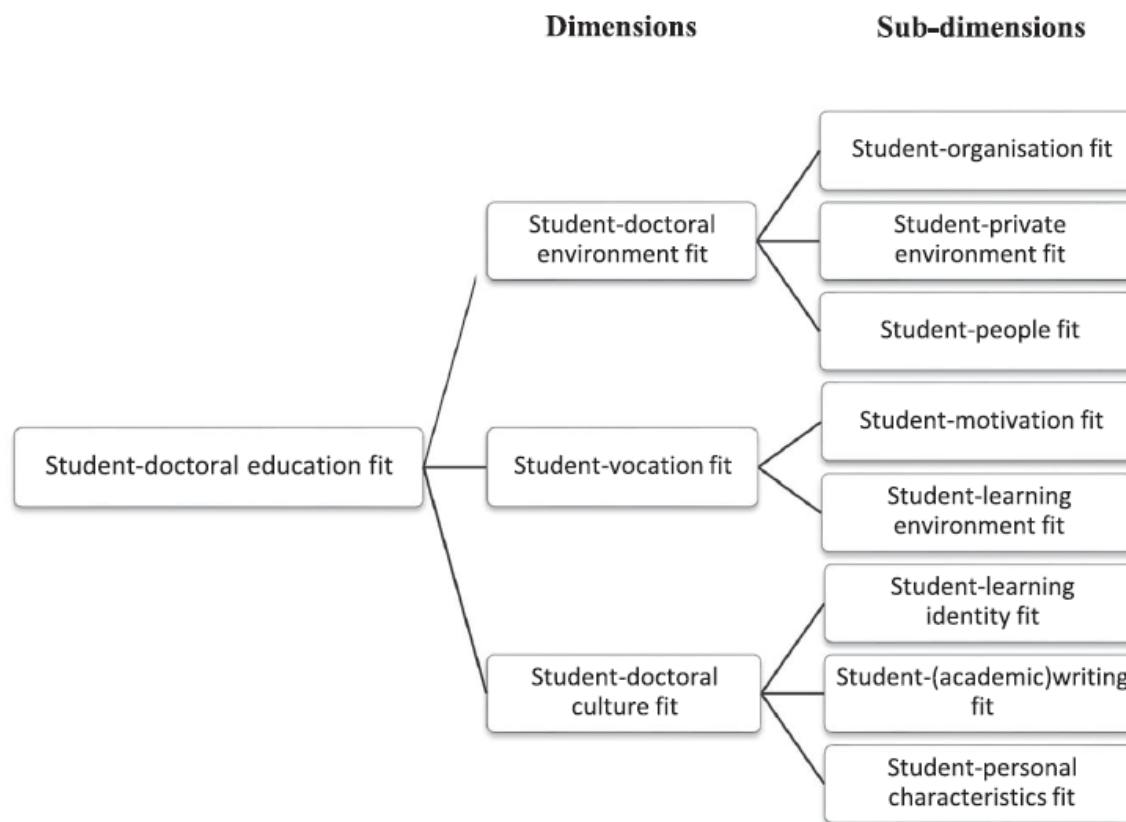 Dimensions
Sub-dimensions
Student-organisation fit
Student-doctoral
environment fit
Student-private
environment fit
Student-people fit
Student-motivation fit
Student-doctoral education fit
Student-vocation fit
Student-learning
environment fit
Student-learning
identity fit
Student-doctoral
culture fit
Student-(academic)writing
fit
Student-personal
characteristics fit